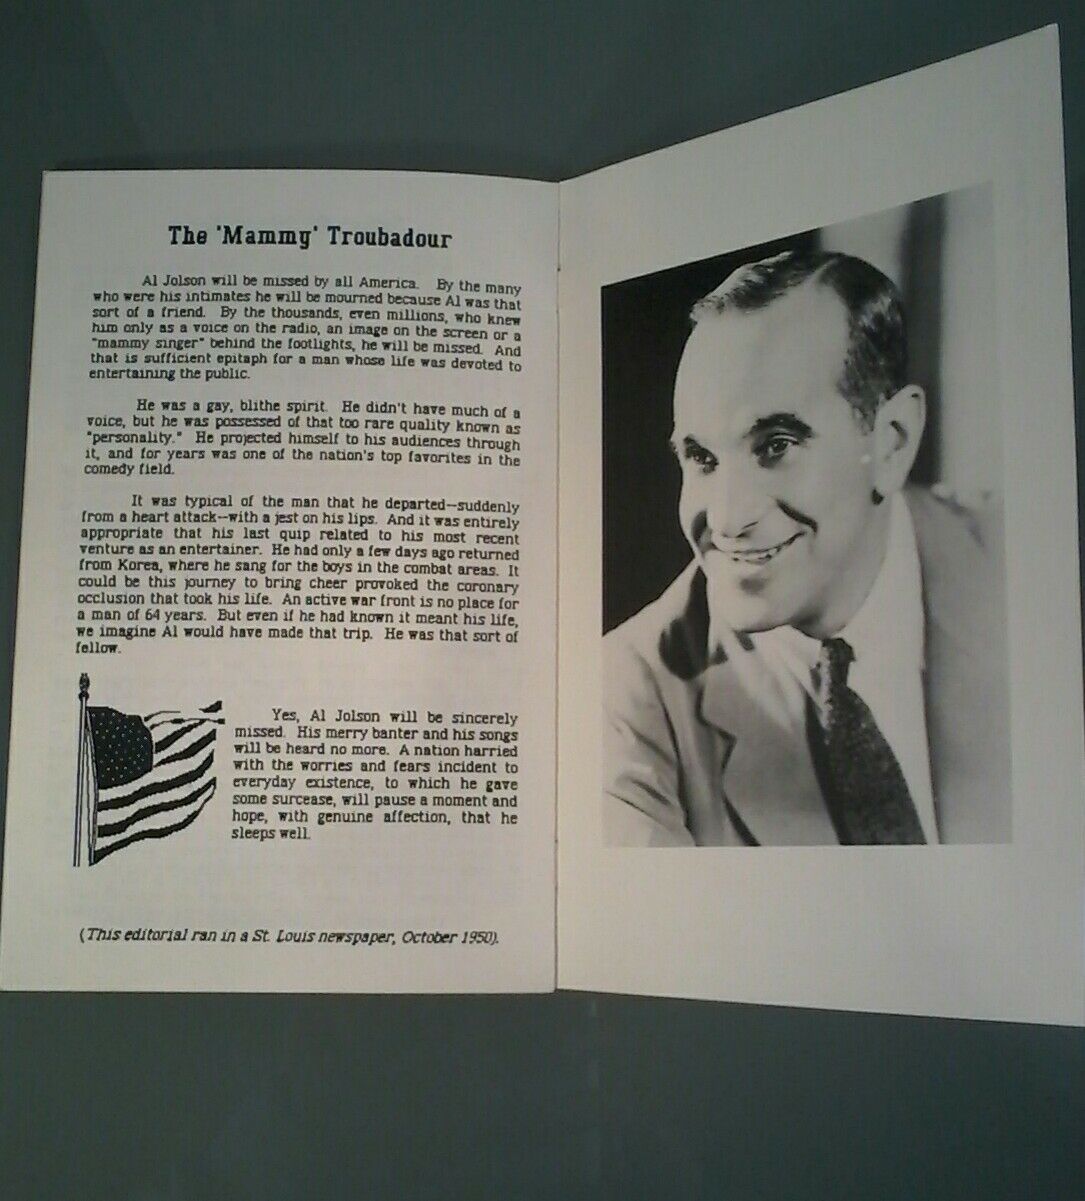 The 'Mammy' Troubadour
Al Jolson will be missed by all America. By the many
who were his intimates he will be mourned because Al was that
sort of a friend. By the thousands, even millions, who knew
him only as a voice on the radio, an image on the screen or a
"mammy singer" behind the footlights, he will be missed. And
that is sufficient epitaph for a man whose life was devoted to
entertaining the public.
He was a gay, blithe spirit. He didn't have much of a
voice, but he was possessed of that too rare quality known as
"personality." He projected himself to his audiences through
it, and for years was one of the nation's top favorites in the
comedy field.
It was typical of the man that he departed--suddenly
from a heart attack--with a jest on his lips. And it was entirely
appropriate that his last quip related to his most recent
venture as an entertainer. He had only a few days ago returned
from Korea, where he sang for the boys in the combat areas. It
could be this journey to bring cheer provoked the coronary
occlusion that took his life. An active war front is no place for
a man of 64 years. But even if he had known it meant his life,
we imagine Al would have made that trip. He was that sort of
fellow.
Yes, Al Jolson will be sincerely
missed. His merry banter and his songs
will be heard no more. A nation harried
with the worries and fears incident to
everyday existence, to which he gave
some surcease, will pause a moment and
hope, with genuine affection, that he
sleeps well.
(This editorial ran in a St. Louis newspaper, October 1950).